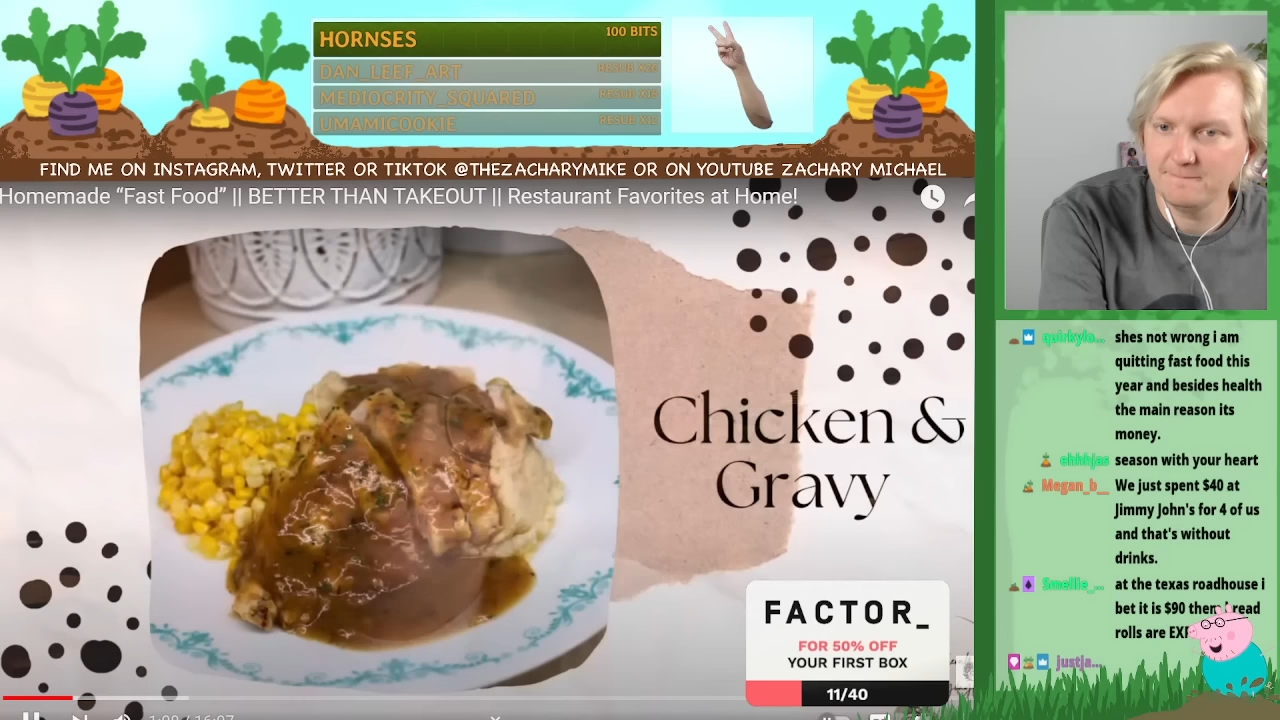 HORNSES
100 BITS
DAN_LEEF_ART
MEDIOCRITY_SQUARED
UMAMICOOKIE
FIND ME ON INSTAGRAM, TWITTER OR TIKTOK @THEZACHARYMIKE OR ON YOUTUBE ZACHARY MICHAEL
Homemade “Fast Food” || BETTER THAN TAKEOUT || Restaurant Favorites at Home!
Chicken &
Gravy
FACTOR_
FOR 50% OFF
YOUR FIRST BOX
11/40
shes not wrong i am
quitting fast food this
year and besides health
the main reason its
money.
ehhhjas season with your heart
Megan_b__ We just spent $40 at
Jimmy John's for 4 of us
and that's without
drinks.
Smellie_... at the texas roadhouse i
bet it is $90 then
rolls are
justja...